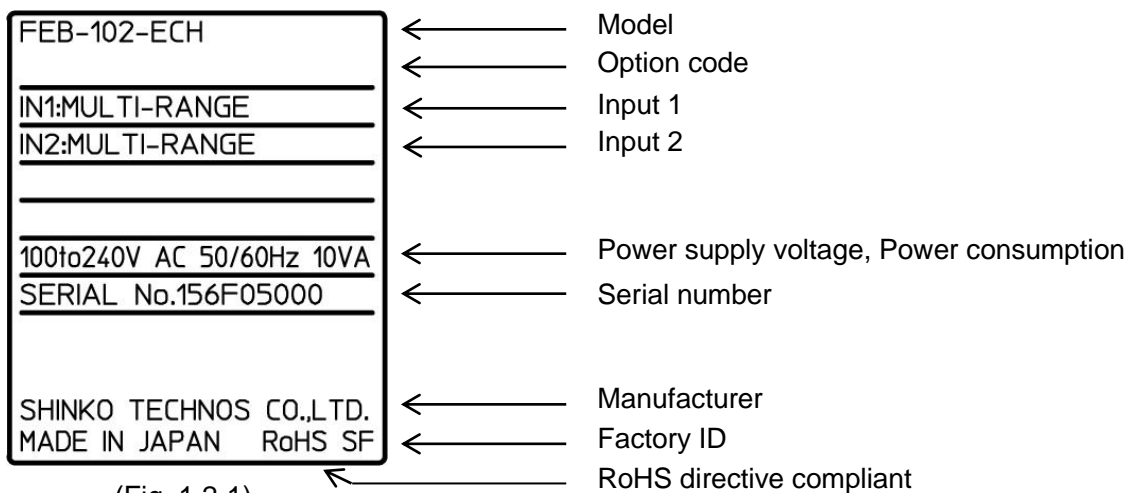 FEB-102-ECH
Model
Option code
IN1:MULTI-RANGE
Input 1
IN2:MULTI-RANGE
Input 2
100to240V AC 50/60Hz 10VA
Power supply voltage, Power consumption
SERIAL No.156F05000
Serial number
SHINKO TECHNOS CO.,LTD.
Manufacturer
MADE IN JAPAN RoHS SF
Factory ID
RoHS directive compliant